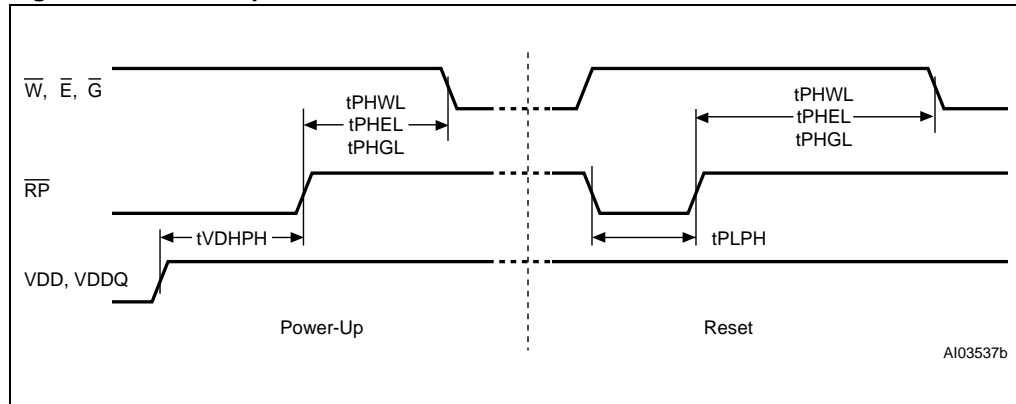 W, E, G
tPHWL
tPHEL
tPHGL
tPHWL
tPHEL
tPHGL
RP
tVDHPH
tPLPH
VDD, VDDQ
Power-Up
Reset
AI03537b